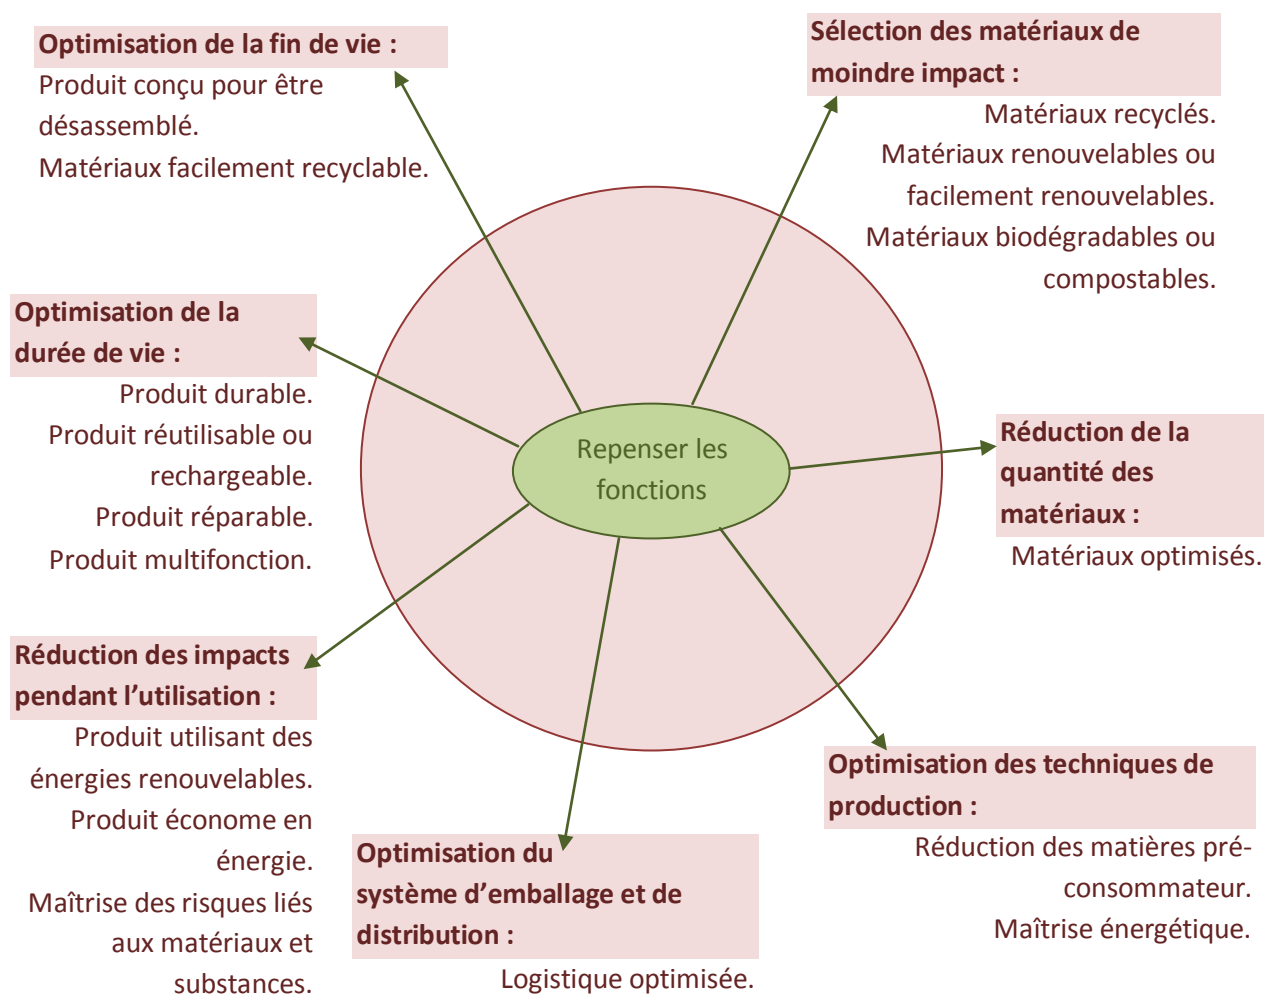 Optimisation de la fin de vie :
Produit conçu pour être
désassemblé.
Matériaux facilement recyclable.
Sélection des matériaux de
moindre impact :
Matériaux recyclés.
Matériaux renouvelables ou
facilement renouvelables.
Matériaux biodégradables ou
compostables.
Optimisation de la
durée de vie :
Produit durable.
Produit réutilisable ou
rechargeable.
Produit réparable.
Produit multifonction.
Repenser les
fonctions
Réduction de la
quantité des
matériaux :
Matériaux optimisés.
Réduction des impacts
pendant l’utilisation :
Produit utilisant des
énergies renouvelables.
Produit économe en
énergie.
Maîtrise des risques liés
aux matériaux et
substances.
Optimisation du
système d’emballage et de
distribution :
Logistique optimisée.
Optimisation des techniques de
production :
Réduction des matières pré-
consommateur.
Maîtrise énergétique.